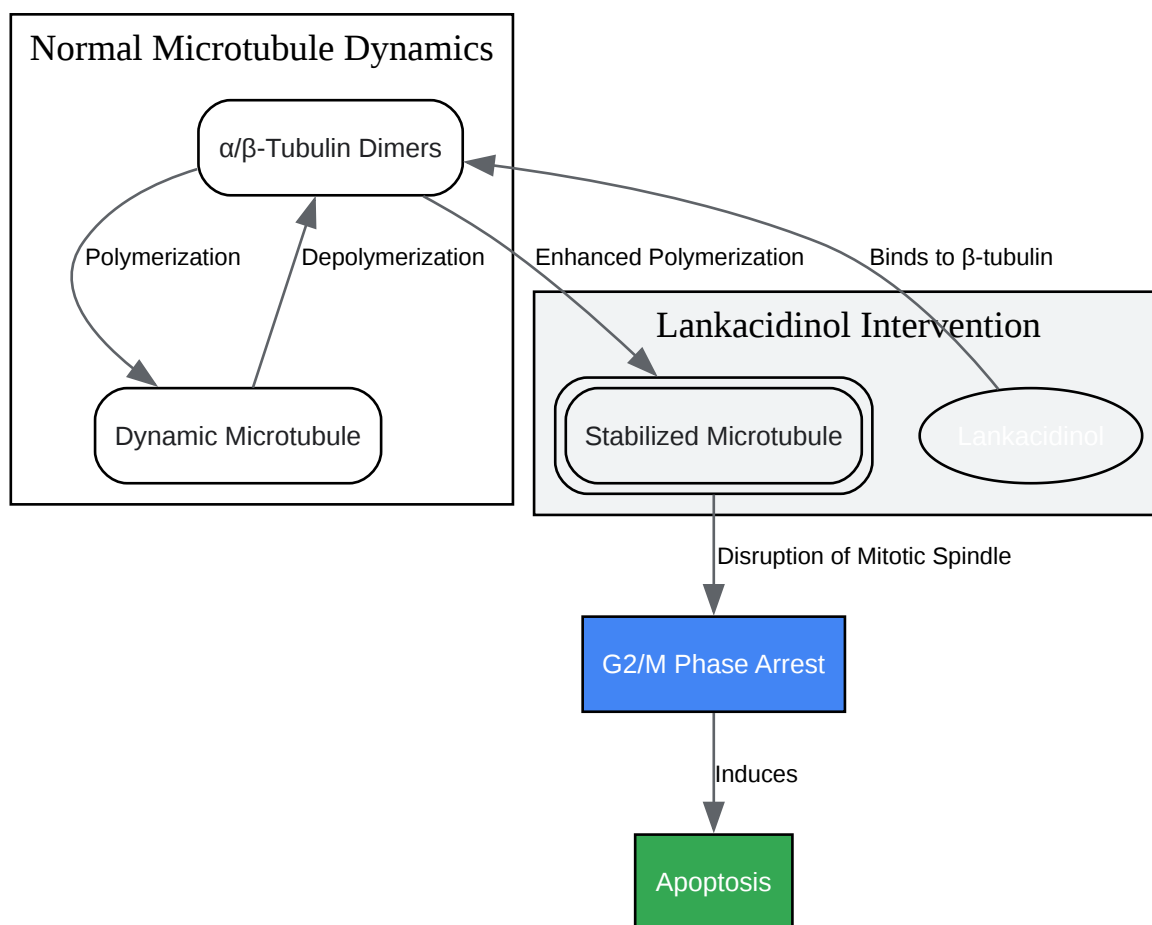 Normal Microtubule Dynamics
α/β-Tubulin Dimers
Polymerization
Depolymerization
Enhanced Polymerization
Binds to β-tubulin
Lankacidinol Intervention
Dynamic Microtubule
Stabilized Microtubule
Lankacidinol
Disruption of Mitotic Spindle
G2/M Phase Arrest
Induces
Apoptosis